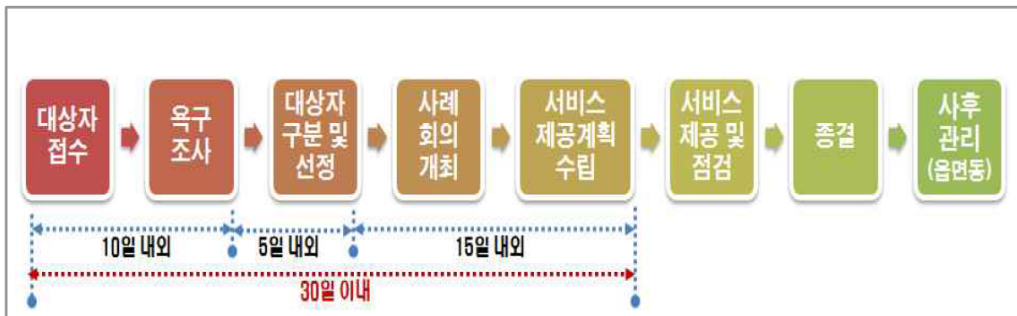 대상자
접수
욕구
조사
대상자
구분 및
선정
사례
회의
개최
서비스
제공계획
수립
서비스
제공 및
점검
종결
사후
관리
(읍면동)
10일 내외
5일 내외
15일 내외
30일 이내